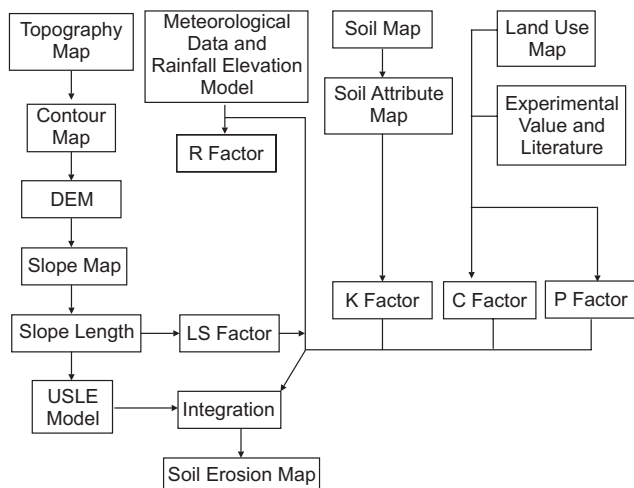 Topography
Map
Meteorological
Data and
Rainfall Elevation
Model
Soil Map
Land Use
Map
Contour
Map
Soil Attribute
Map
Experimental
Value and
Literature
R Factor
DEM
Slope Map
K Factor
C Factor
P Factor
Slope Length
LS Factor
USLE
Model
Integration
Soil Erosion Map